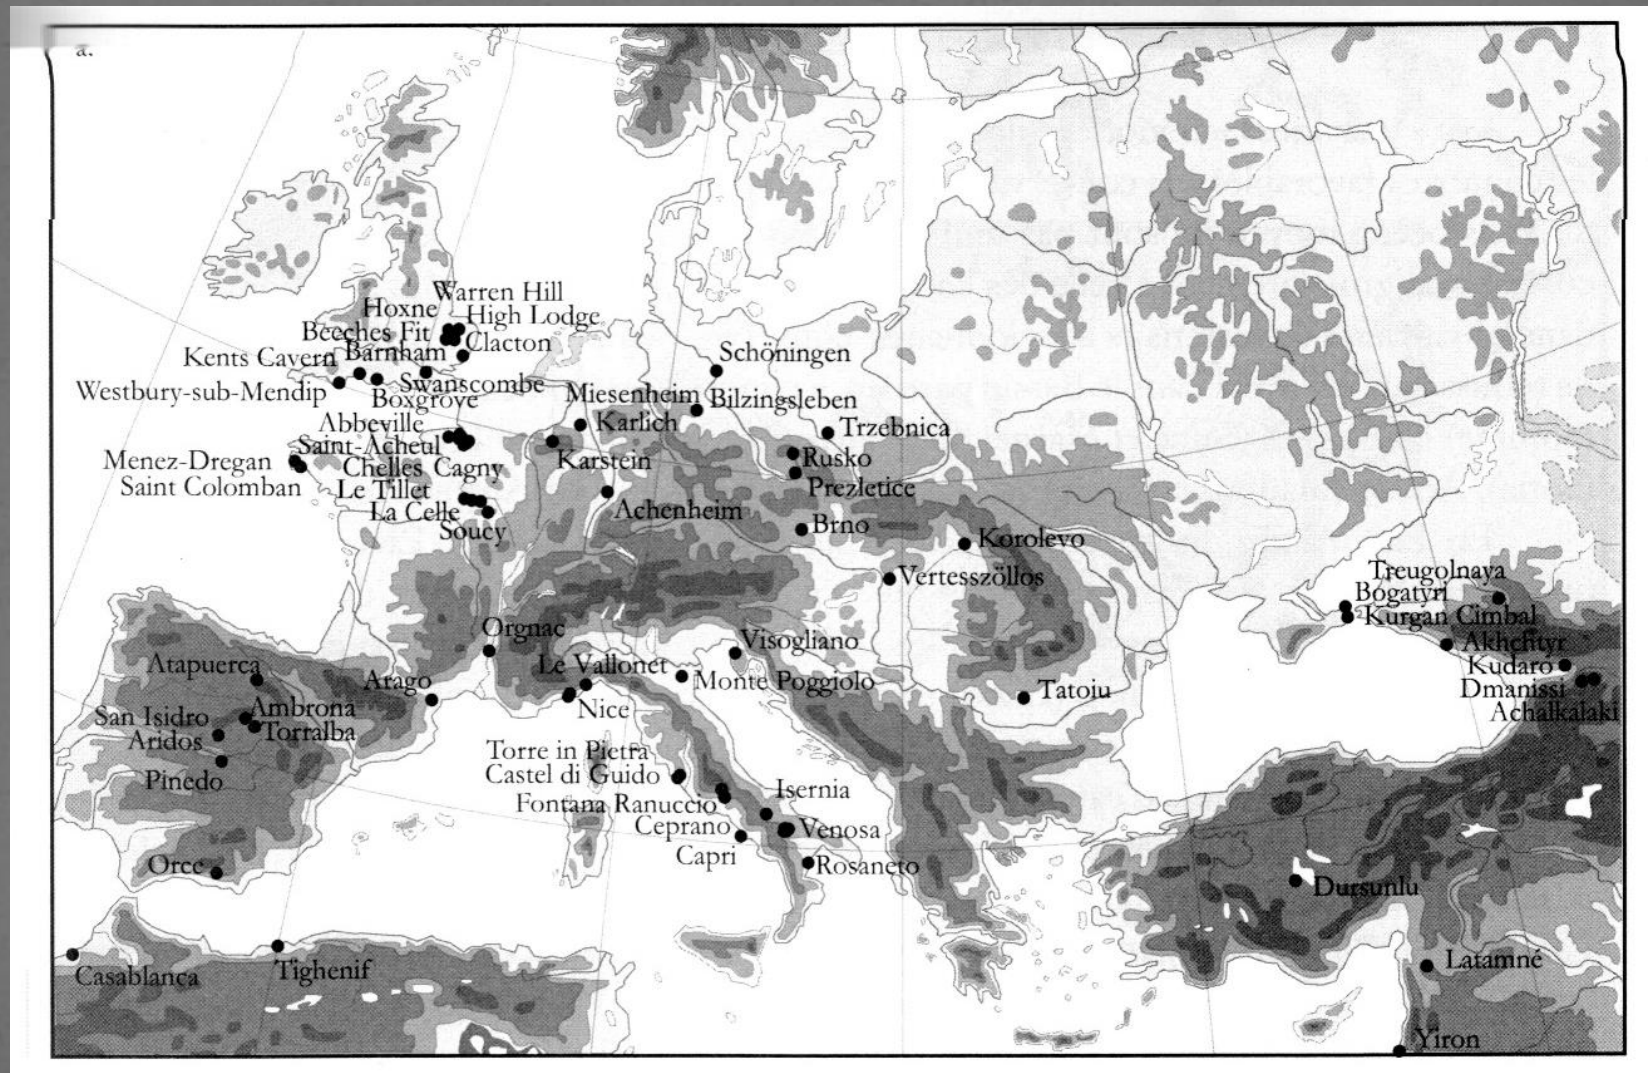 a.
Warren Hill
Hoxne
High Lodge
Beeches Fit
Clacton
Barnham
Kents Cavern
Swanscombe
Westbury-sub-Mendip
Boxgrove
Schöningen
Miesenheim
Bilzingsleben
Abbeville
Karlich
Trzebnica
Saint-Acheul
Menez-Dregan
Chelles Cagny
Karstein
Rusko
Saint Colomban
Le Tillet
Prezletice
La Celle
Achenheim
Soucy
Brno
Korolevo
Vertesszöllos
Treugolnaya
Bogatyri
Kurgan Cimbal
Orgnac
Visogliano
Akhchtyr
Atapuerca
Le Vallonet
Kudaro
Arago
Monte Poggiolo
Dmanissi
Tatoiu
Ambrona
Nice
Achalkalaki
San Isidro
Torralba
Aridos
Torre in Pietra
Pinedo
Castel di Guido
Isernia
Fontana Ranuccio
Ceprano
Venosa
Capri
Rosaneto
Orce
Dursunlu
Casablanca
Tighenif
Latamné
Yiron